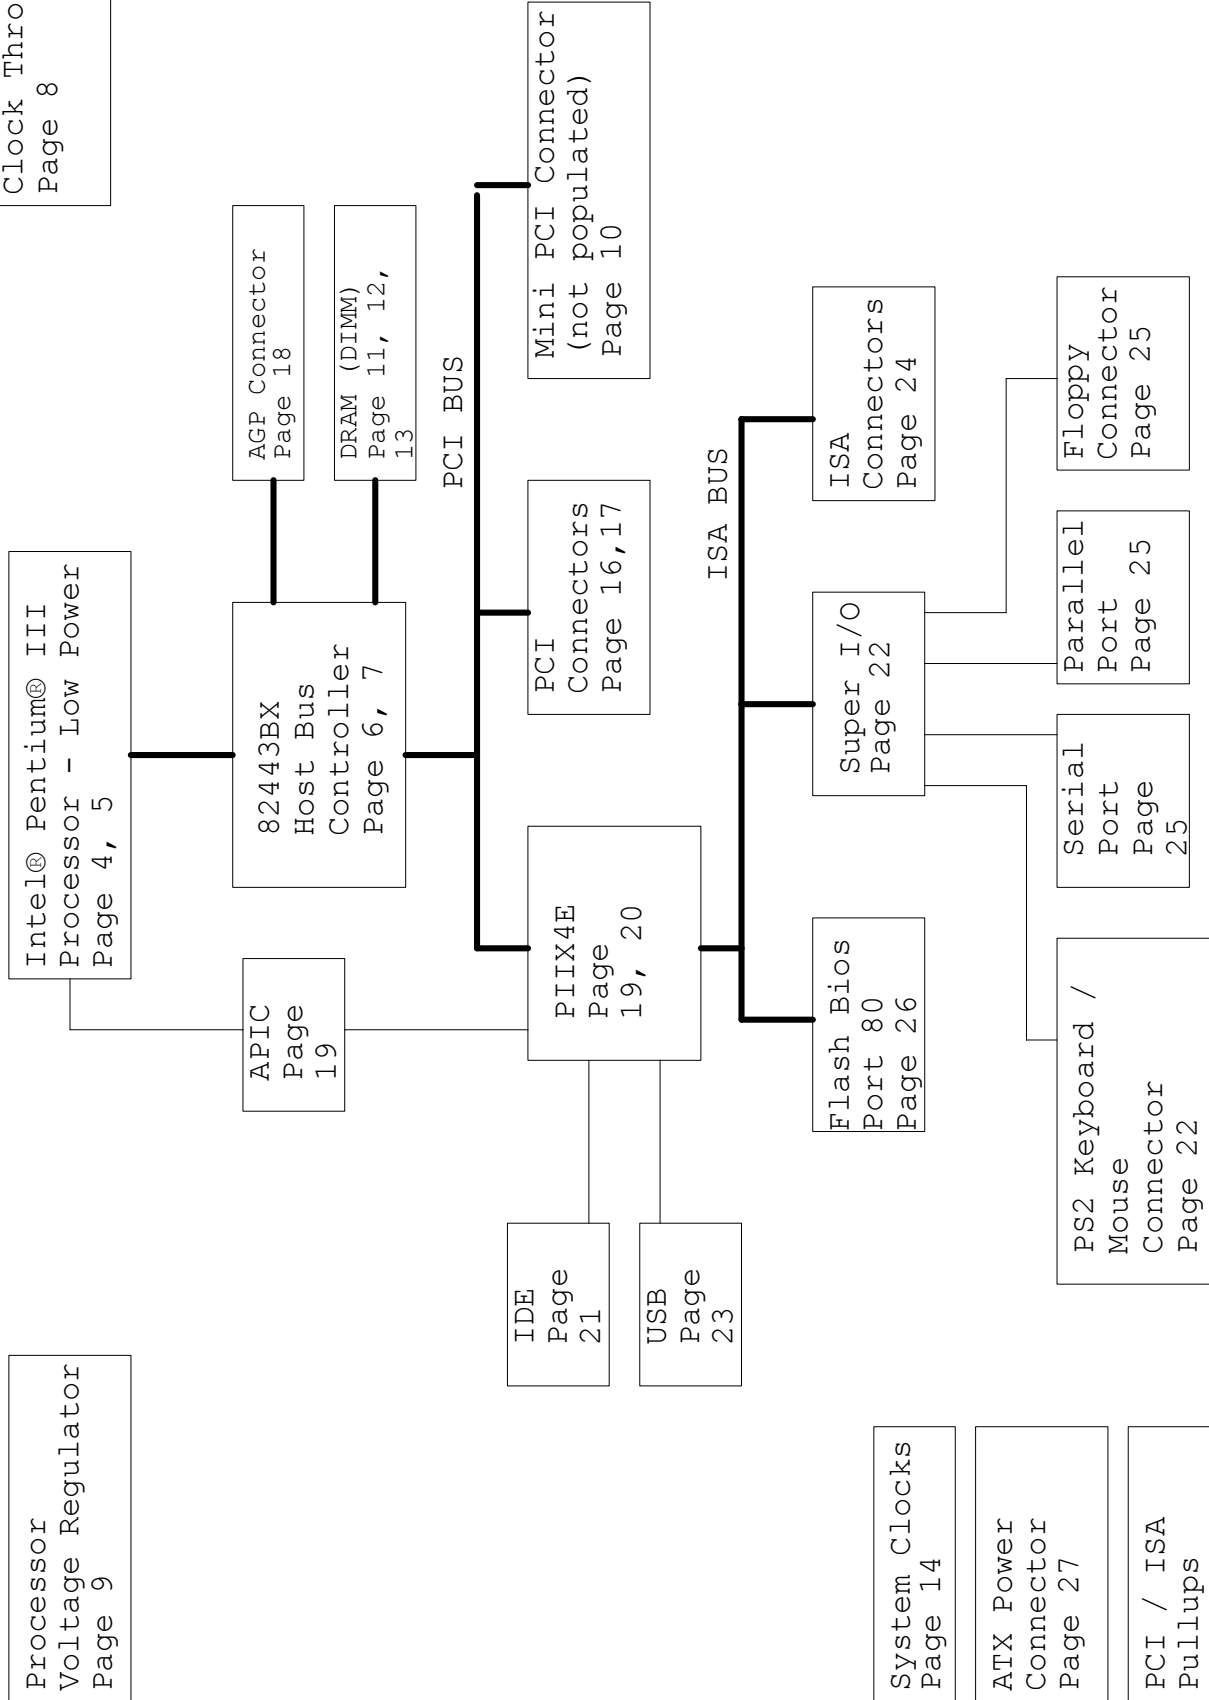 Processor
Voltage Regulator
Page 9
Intel® Pentium® III
Processor - Low Power
Page 4, 5
Clock Thro
Page 8
APIC
Page
19
82443BX
Host Bus
Controller
Page 6, 7
AGP Connector
Page 18
DRAM (DIMM)
Page 11, 12,
13
PCI BUS
IDE
Page
21
USB
Page
23
PIIX4E
Page
19, 20
PCI
Connectors
Page 16,17
Mini PCI Connector
(not populated)
Page 10
ISA BUS
Flash Bios
Port 80
Page 26
Super I/O
Page 22
ISA
Connectors
Page 24
PS2 Keyboard /
Mouse
Connector
Page 22
Serial
Port
Page
25
Parallel
Port
Page 25
Floppy
Connector
Page 25
System Clocks
Page 14
ATX Power
Connector
Page 27
PCI / ISA
Pullups